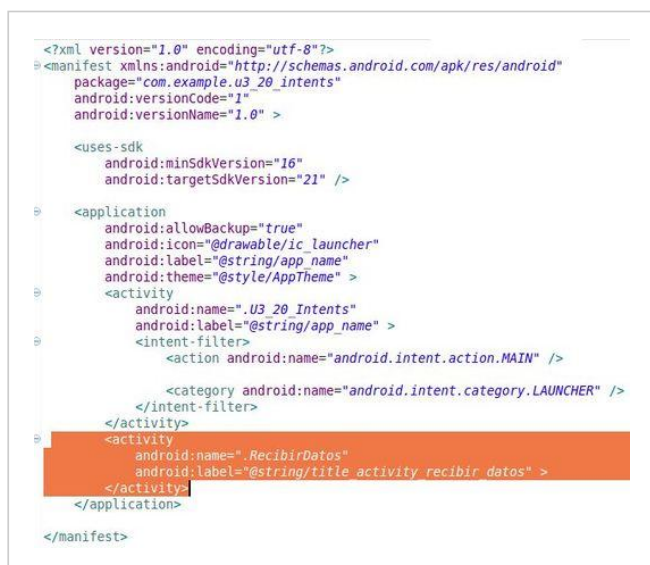 <?xml version="1.0" encoding="utf-8"?>
<manifest xmlns:android="http://schemas.android.com/apk/res/android"
package="com.example.u3_20_intents"
android:versionCode="1"
android:versionName="1.0" >
<uses-sdk
android:minSdkVersion="16"
android:targetSdkVersion="21" />
<application
android:allowBackup="true"
android:icon="@drawable/ic_launcher"
android:label="@string/app_name"
android:theme="@style/AppTheme" >
<activity
android:name=".U3_20_Intents"
android:label="@string/app_name" >
<intent-filter>
<action android:name="android.intent.action.MAIN" />
<category android:name="android.intent.category.LAUNCHER" />
</intent-filter>
</activity>
<activity
android:name=".RecibirDatos"
android:label="@string/title_activity_recibir_datos" >
</activity>
</application>
</manifest>